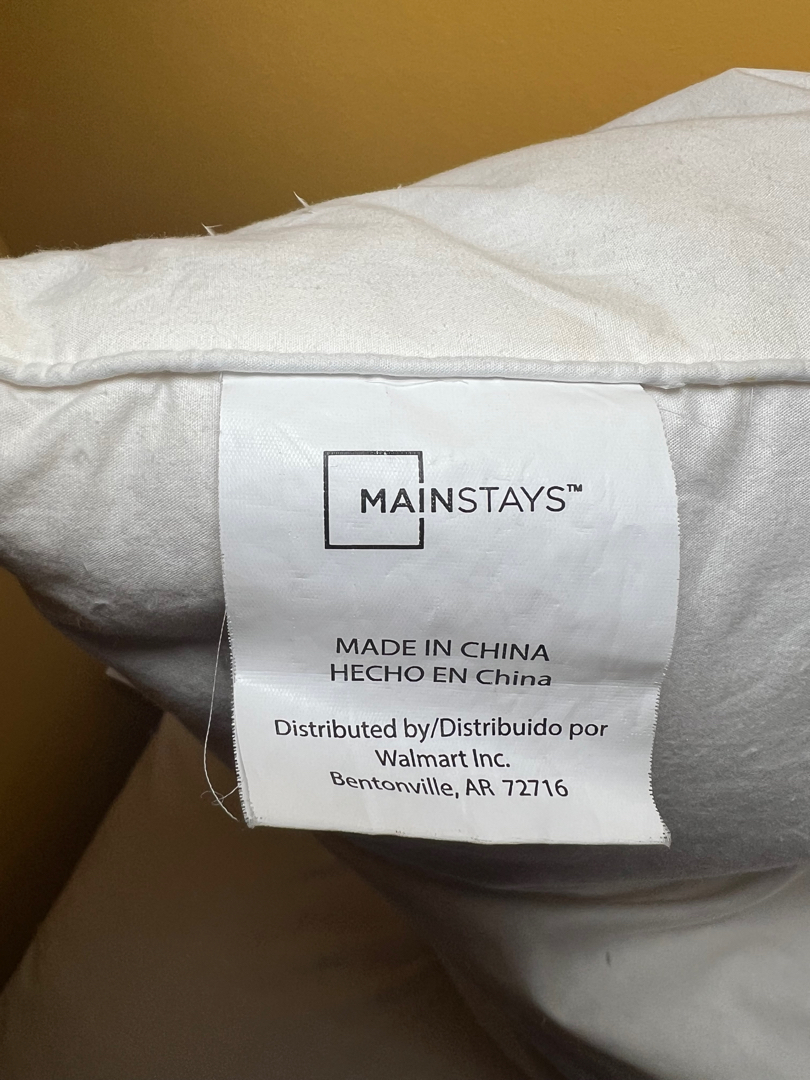 MAINSTAYS™
MADE IN CHINA
HECHO EN China
Distributed by/Distribuido por
Walmart Inc.
Bentonville, AR 72716